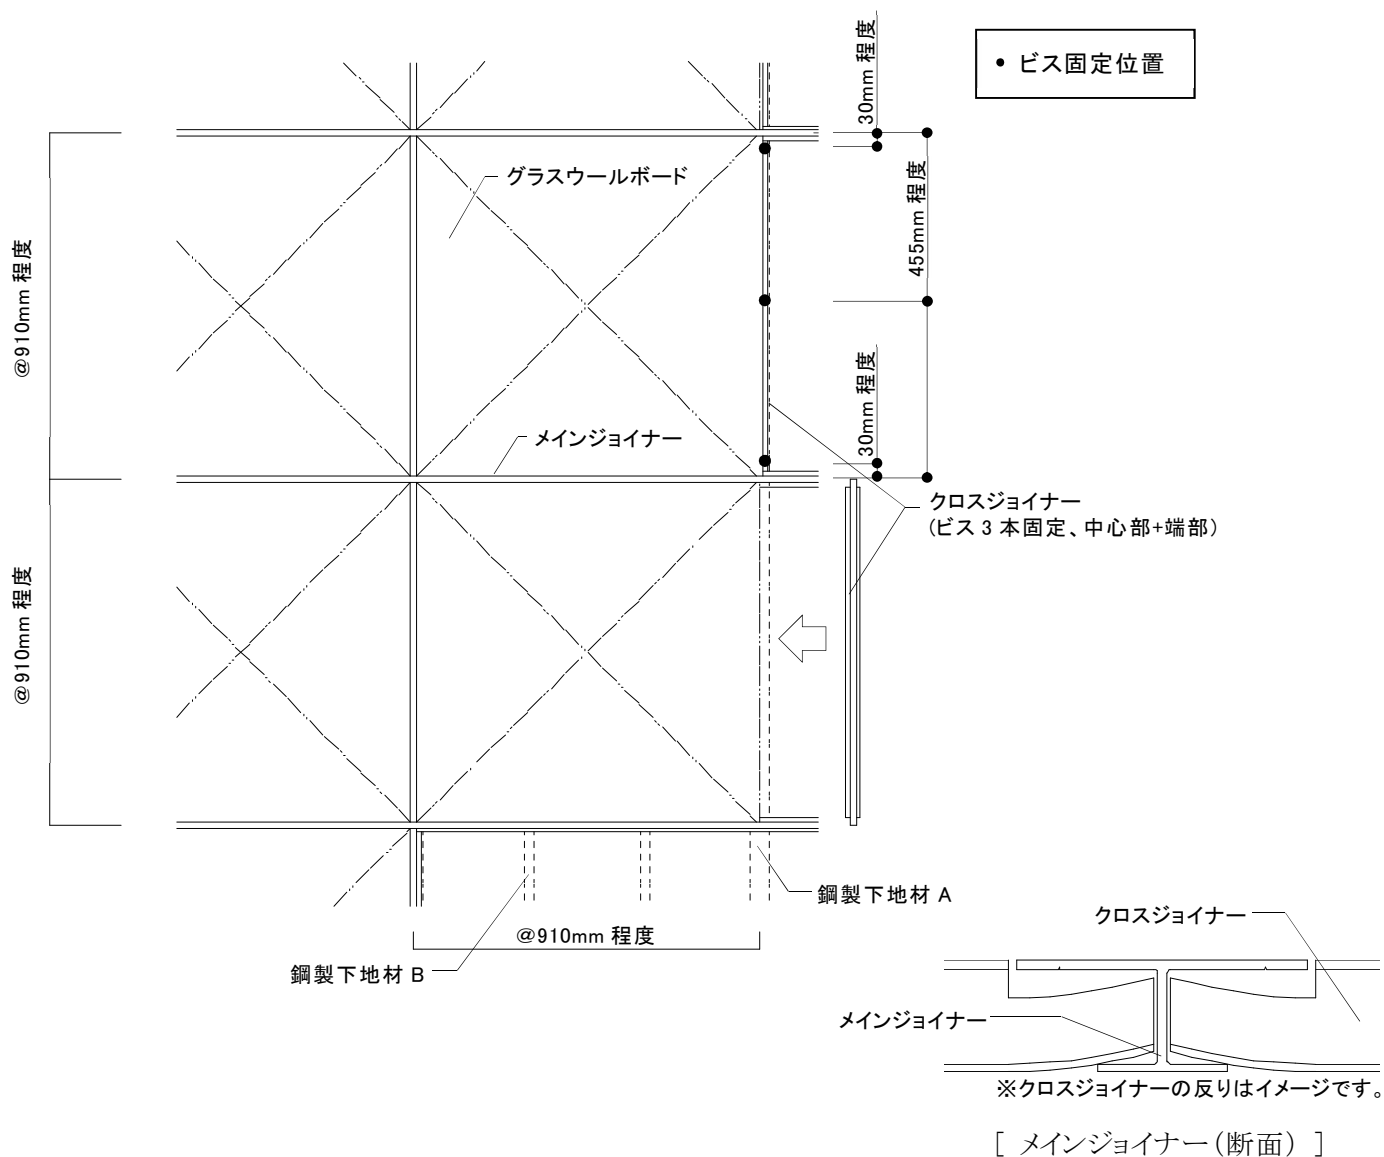 30mm 程度
• ビス固定位置
グラスウールボード
455mm 程度
@910mm 程度
メインジョイナー
30mm 程度
クロスジョイナー
(ビス 3 本固定、中心部+端部)
@910mm 程度
鋼製下地材 A
@910mm 程度
鋼製下地材 B
クロスジョイナー
メインジョイナー
※クロスジョイナーの反りはイメージです。
[ メインジョイナー(断面) ]